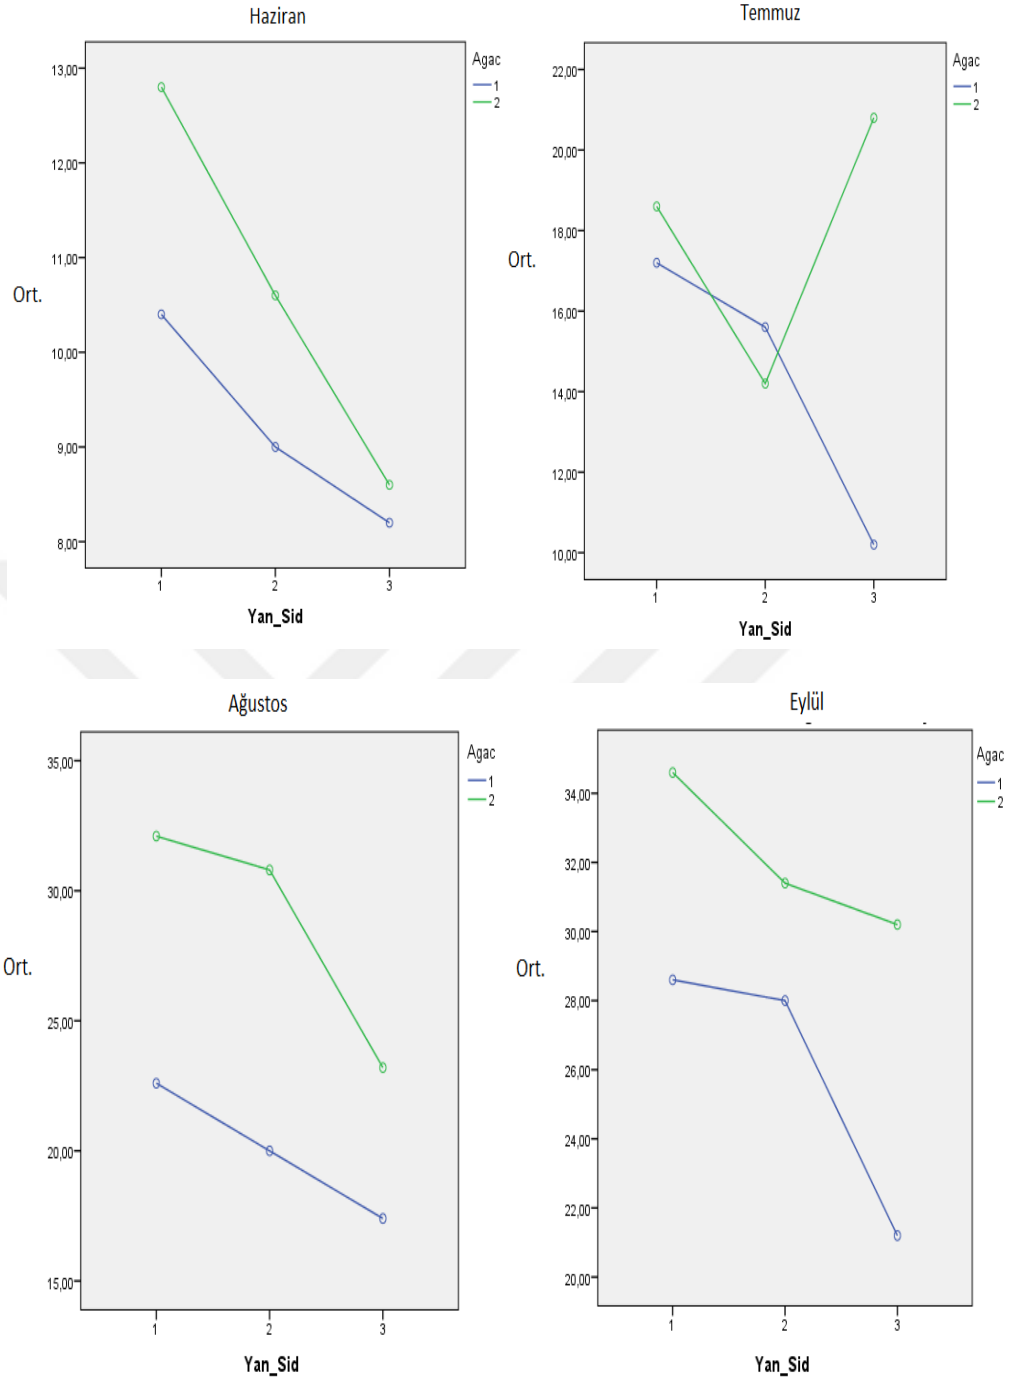 Haziran
Agac
1
2
13,00
12,00
11,00
10,00
9,00
8,00
Ort.
1
2
3
Yan_Sid
Temmuz
Agac
1
2
22,00
20,00
18,00
16,00
14,00
12,00
10,00
Ort.
1
2
3
Yan_Sid
Ağustos
Agac
1
2
35,00
30,00
25,00
20,00
15,00
Ort.
1
2
3
Yan_Sid
Eylül
Agac
1
2
34,00
32,00
30,00
28,00
26,00
24,00
22,00
20,00
Ort.
1
2
3
Yan_Sid